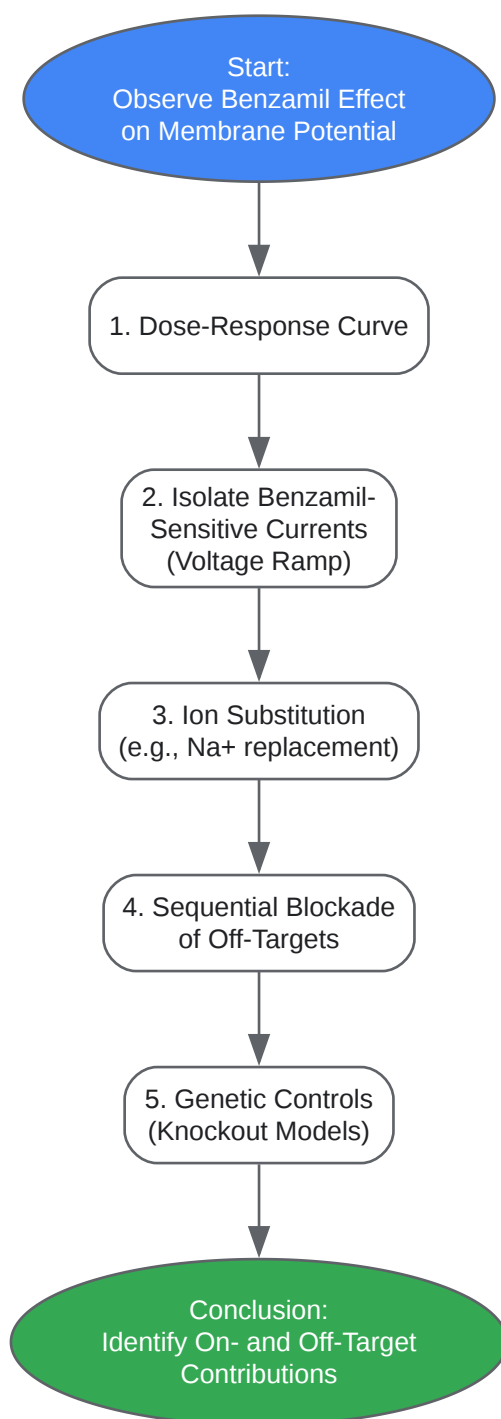 Start:
Observe Benzamil Effect
on Membrane Potential
1. Dose-Response Curve
2. Isolate Benzamil-
Sensitive Currents
(Voltage Ramp)
3. Ion Substitution
(e.g., Na+ replacement)
4. Sequential Blockade
of Off-Targets
5. Genetic Controls
(Knockout Models)
Conclusion:
Identify On- and Off-Target
Contributions